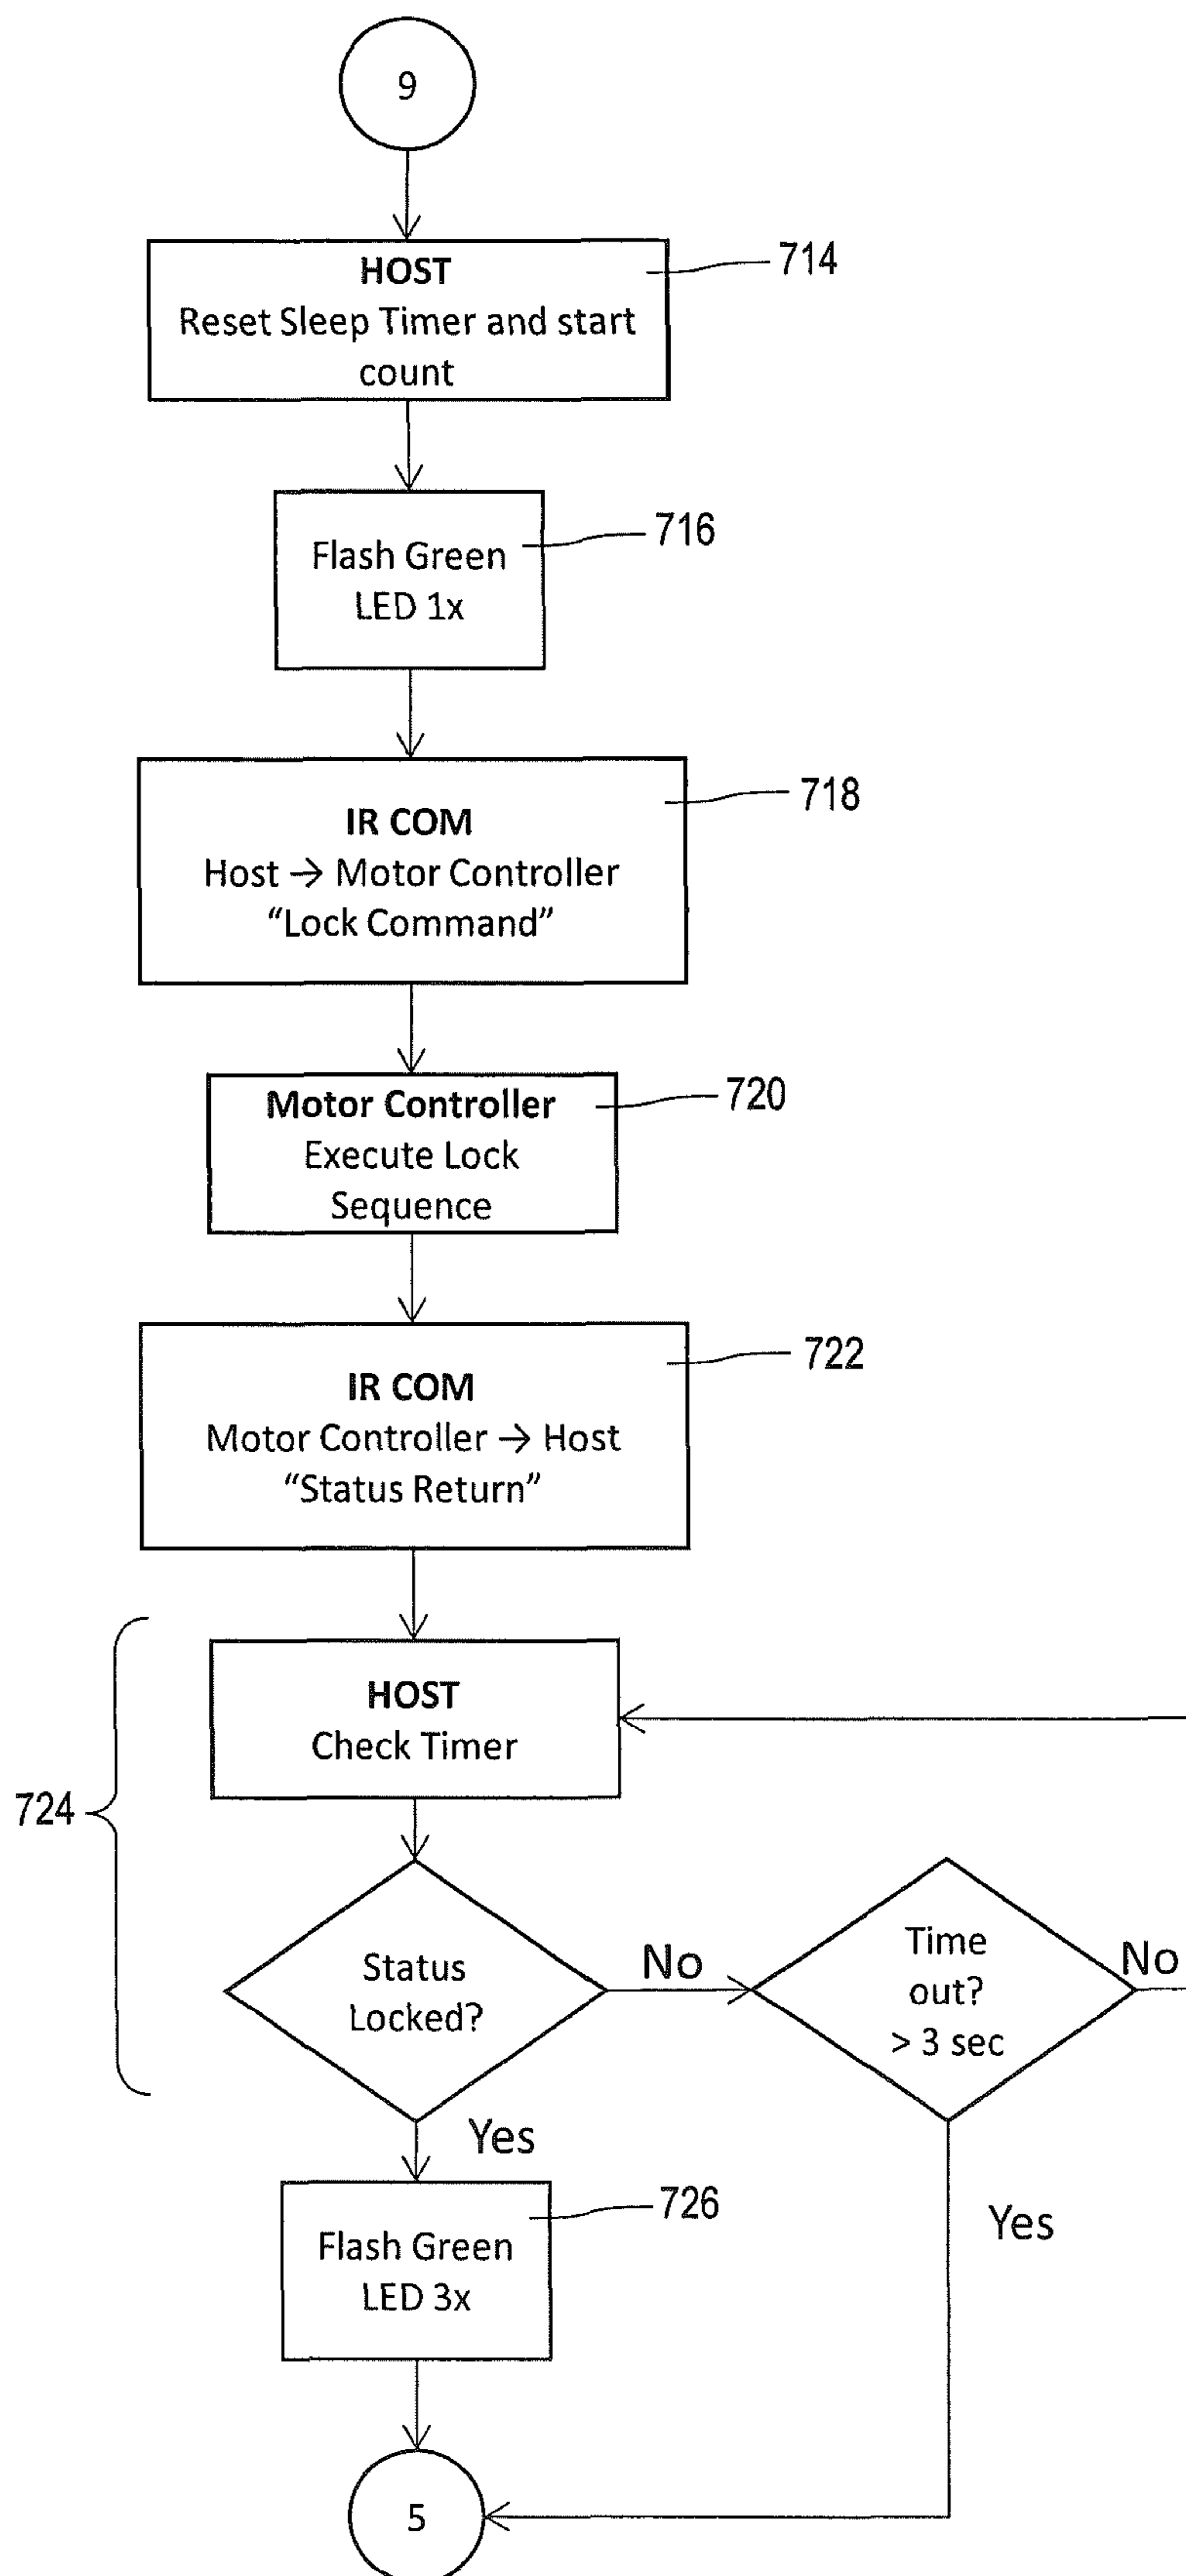 9
HOST
Reset Sleep Timer and start
count
714
Flash Green
LED 1x
716
IR COM
Host → Motor Controller
“Lock Command”
718
Motor Controller
Execute Lock
Sequence
720
IR COM
Motor Controller → Host
“Status Return”
722
HOST
Check Timer
724
Status
Locked?
No
Time
out?
> 3 sec
No
Yes
Flash Green
LED 3x
726
Yes
5